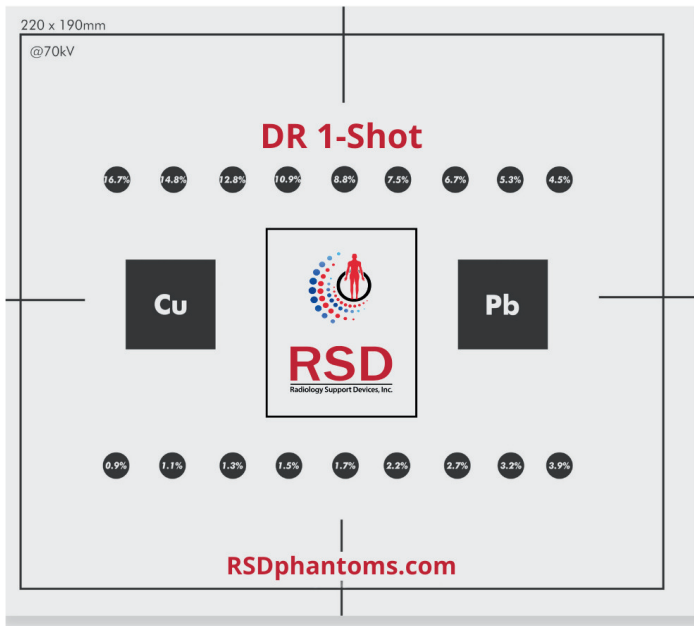 220 x 190mm
@70kV
DR 1-Shot
16.7% 14.8% 12.8% 10.9% 8.8% 7.5% 6.7% 5.3% 4.5%
Cu Pb
RSD
Radiology Support Devices, Inc.
0.9% 1.1% 1.3% 1.5% 1.7% 2.2% 2.7% 3.2% 3.9%
RSDphantoms.com